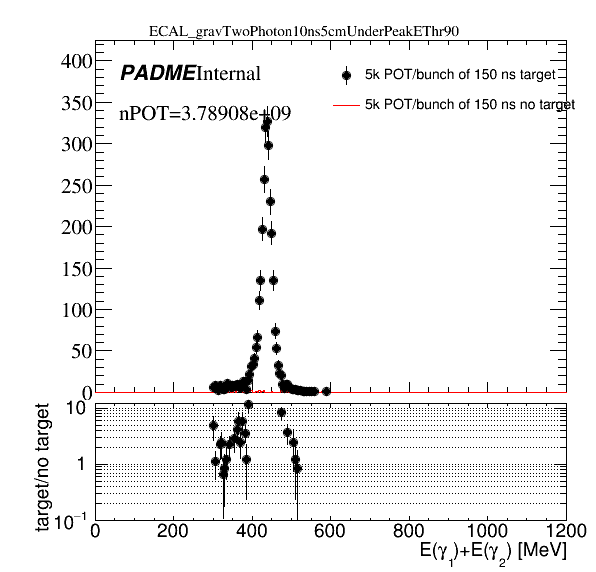 ECAL_gravTwoPhoton10ns5cmUnderPeakEThr90
400
350
300
250
200
150
100
50
0
PADME Internal
nPOT=3.78908e+09
5k POT/bunch of 150 ns target
5k POT/bunch of 150 ns no target
target/no target
10
1
10⁻¹
0 200 400 600 800 1000 1200
E(γ₁)+E(γ₂) [MeV]